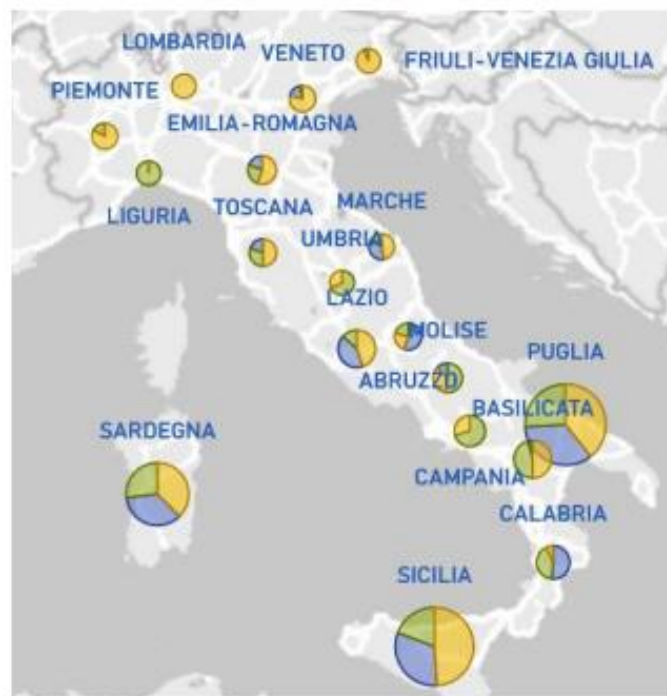 LOMBARDIA
VENETO
FRIULI-VENEZIA GIULIA
PIEMONTE
EMILIA-ROMAGNA
LIGURIA
TOSCANA
MARCHE
UMBRIA
LAZIO
MOLISE
PUGLIA
ABRUZZO
BASILICATA
SARDEGNA
CAMPANIA
CALABRIA
SICILIA